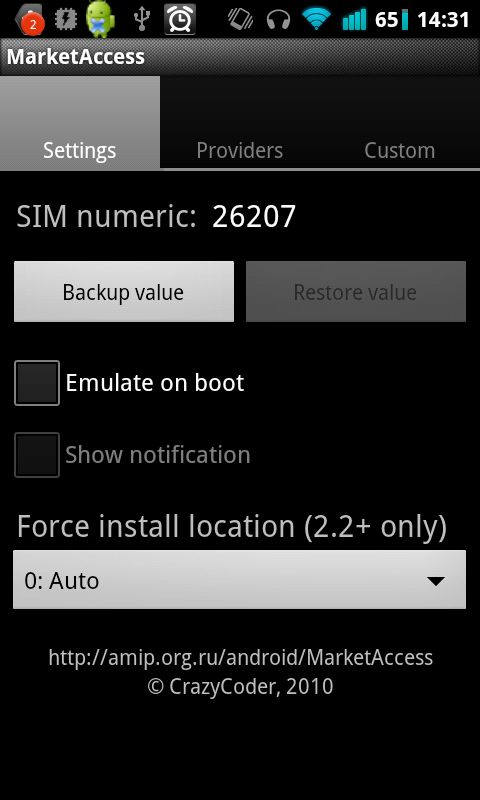 2 65 14:31
MarketAccess
Settings Providers Custom
SIM numeric: 26207
Backup value Restore value
Emulate on boot
Show notification
Force install location (2.2+ only)
0: Auto
http://amip.org.ru/android/MarketAccess
© CrazyCoder, 2010